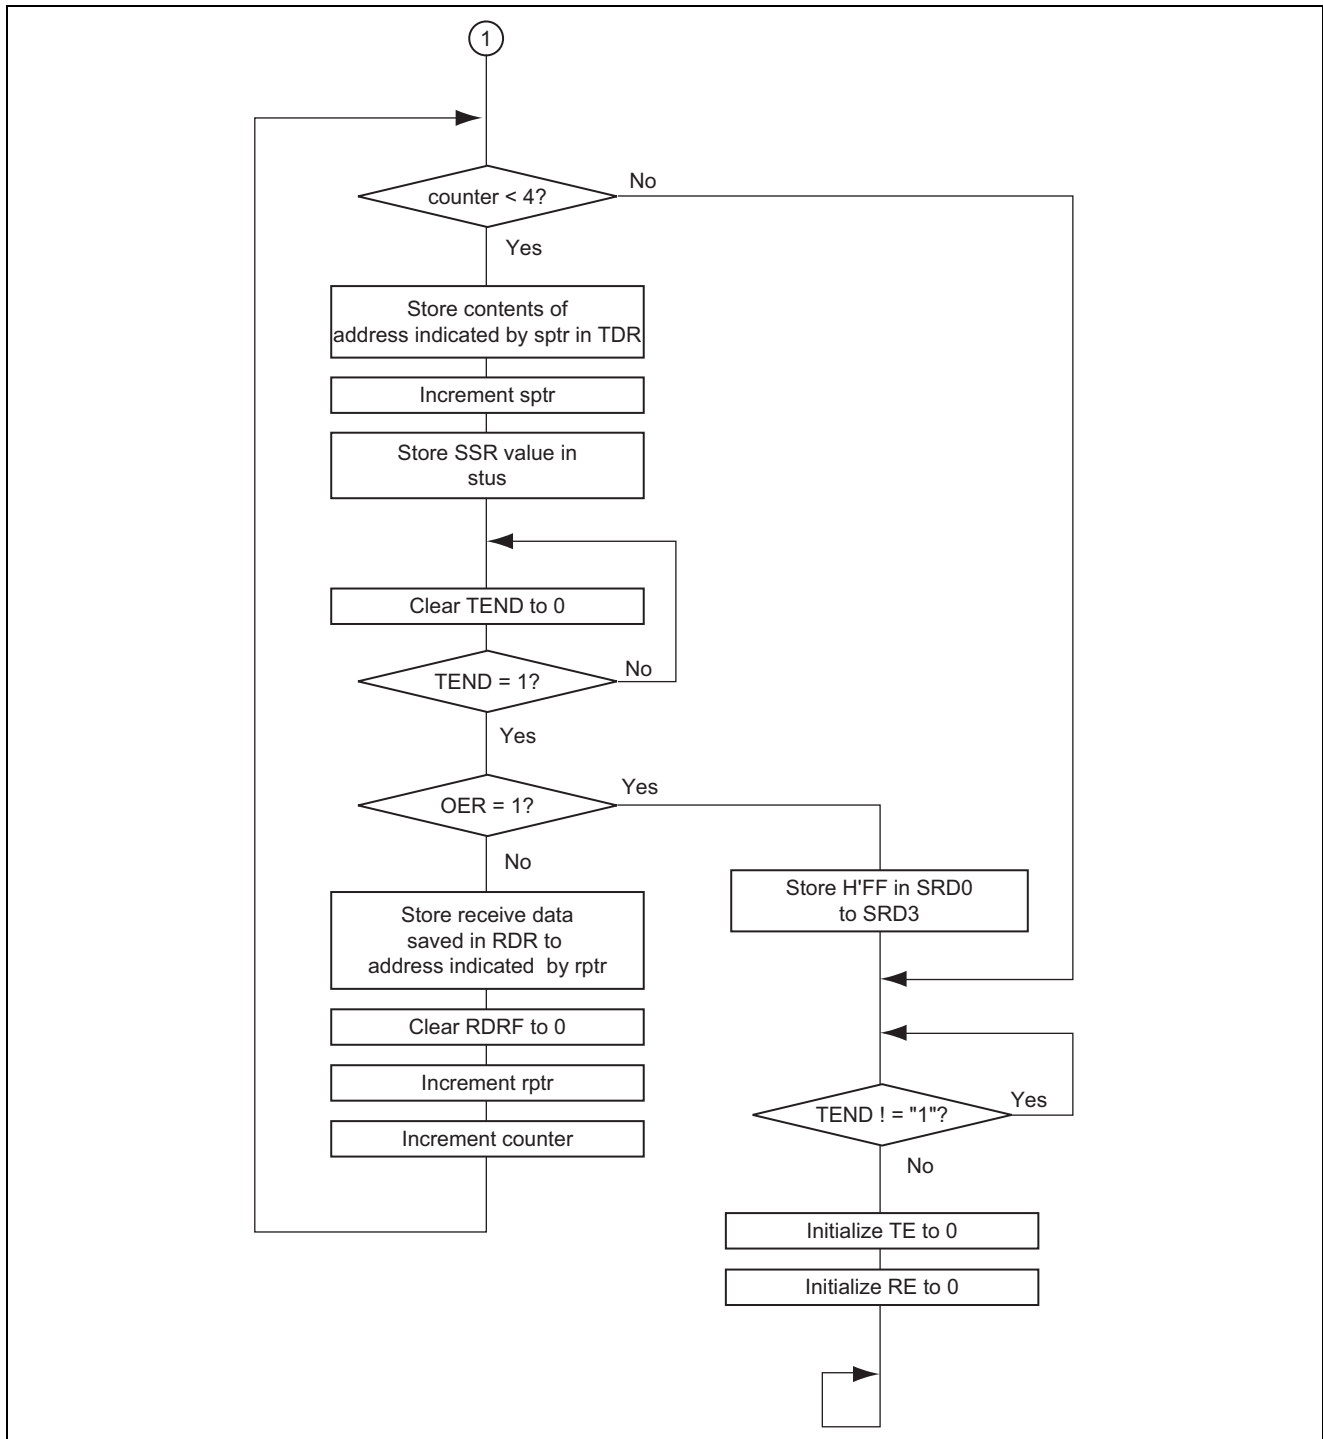 1
counter < 4?
No
Yes
Store contents of
address indicated by sptr in TDR
Increment sptr
Store SSR value in
stus
Clear TEND to 0
TEND = 1?
No
Yes
OER = 1?
Yes
No
Store receive data
saved in RDR to
address indicated by rptr
Clear RDRF to 0
Increment rptr
Increment counter
Store H'FF in SRD0
to SRD3
TEND ! = "1"?
Yes
No
Initialize TE to 0
Initialize RE to 0